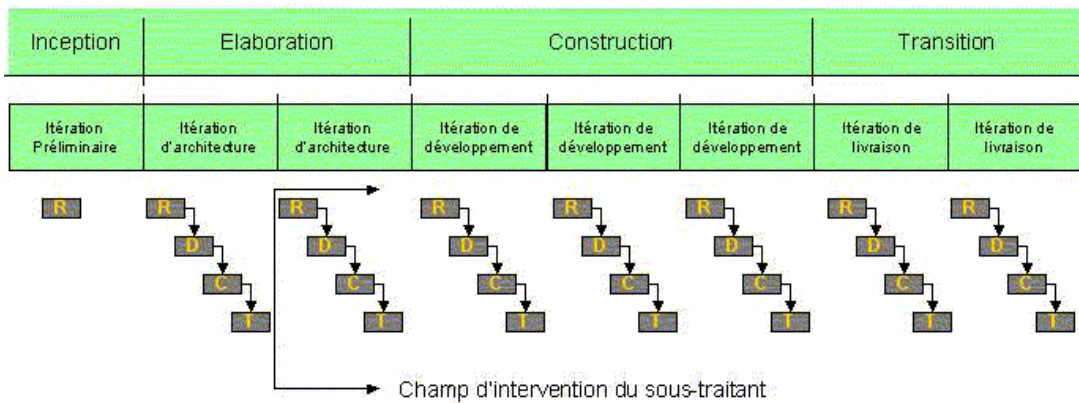 Inception Elaboration Construction Transition
Itération Itération Itération Itération de Itération de Itération de Itération de Itération de
Préliminaire d'architecture d'architecture développement développement développement livraison livraison
R R R R R R R R
D D D D D D D
C C C C C C C
T T T T T T T
Champ d'intervention du sous-traitant